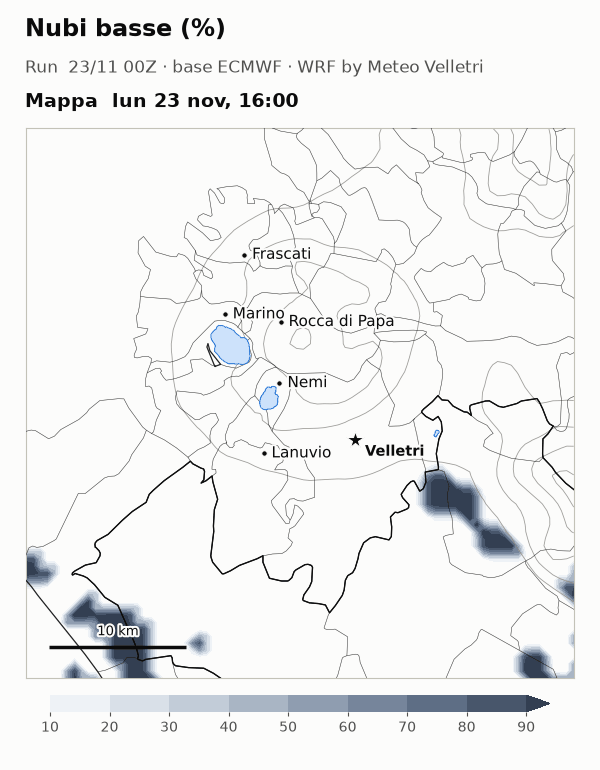 Nubi basse (%)
Run  23/11 00Z · base ECMWF · WRF by Meteo Velletri
Mappa  lun 23 nov, 16:00
Frascati
Marino
Rocca di Papa
Nemi
Lanuvio
Velletri
10 km
10 20 30 40 50 60 70 80 90